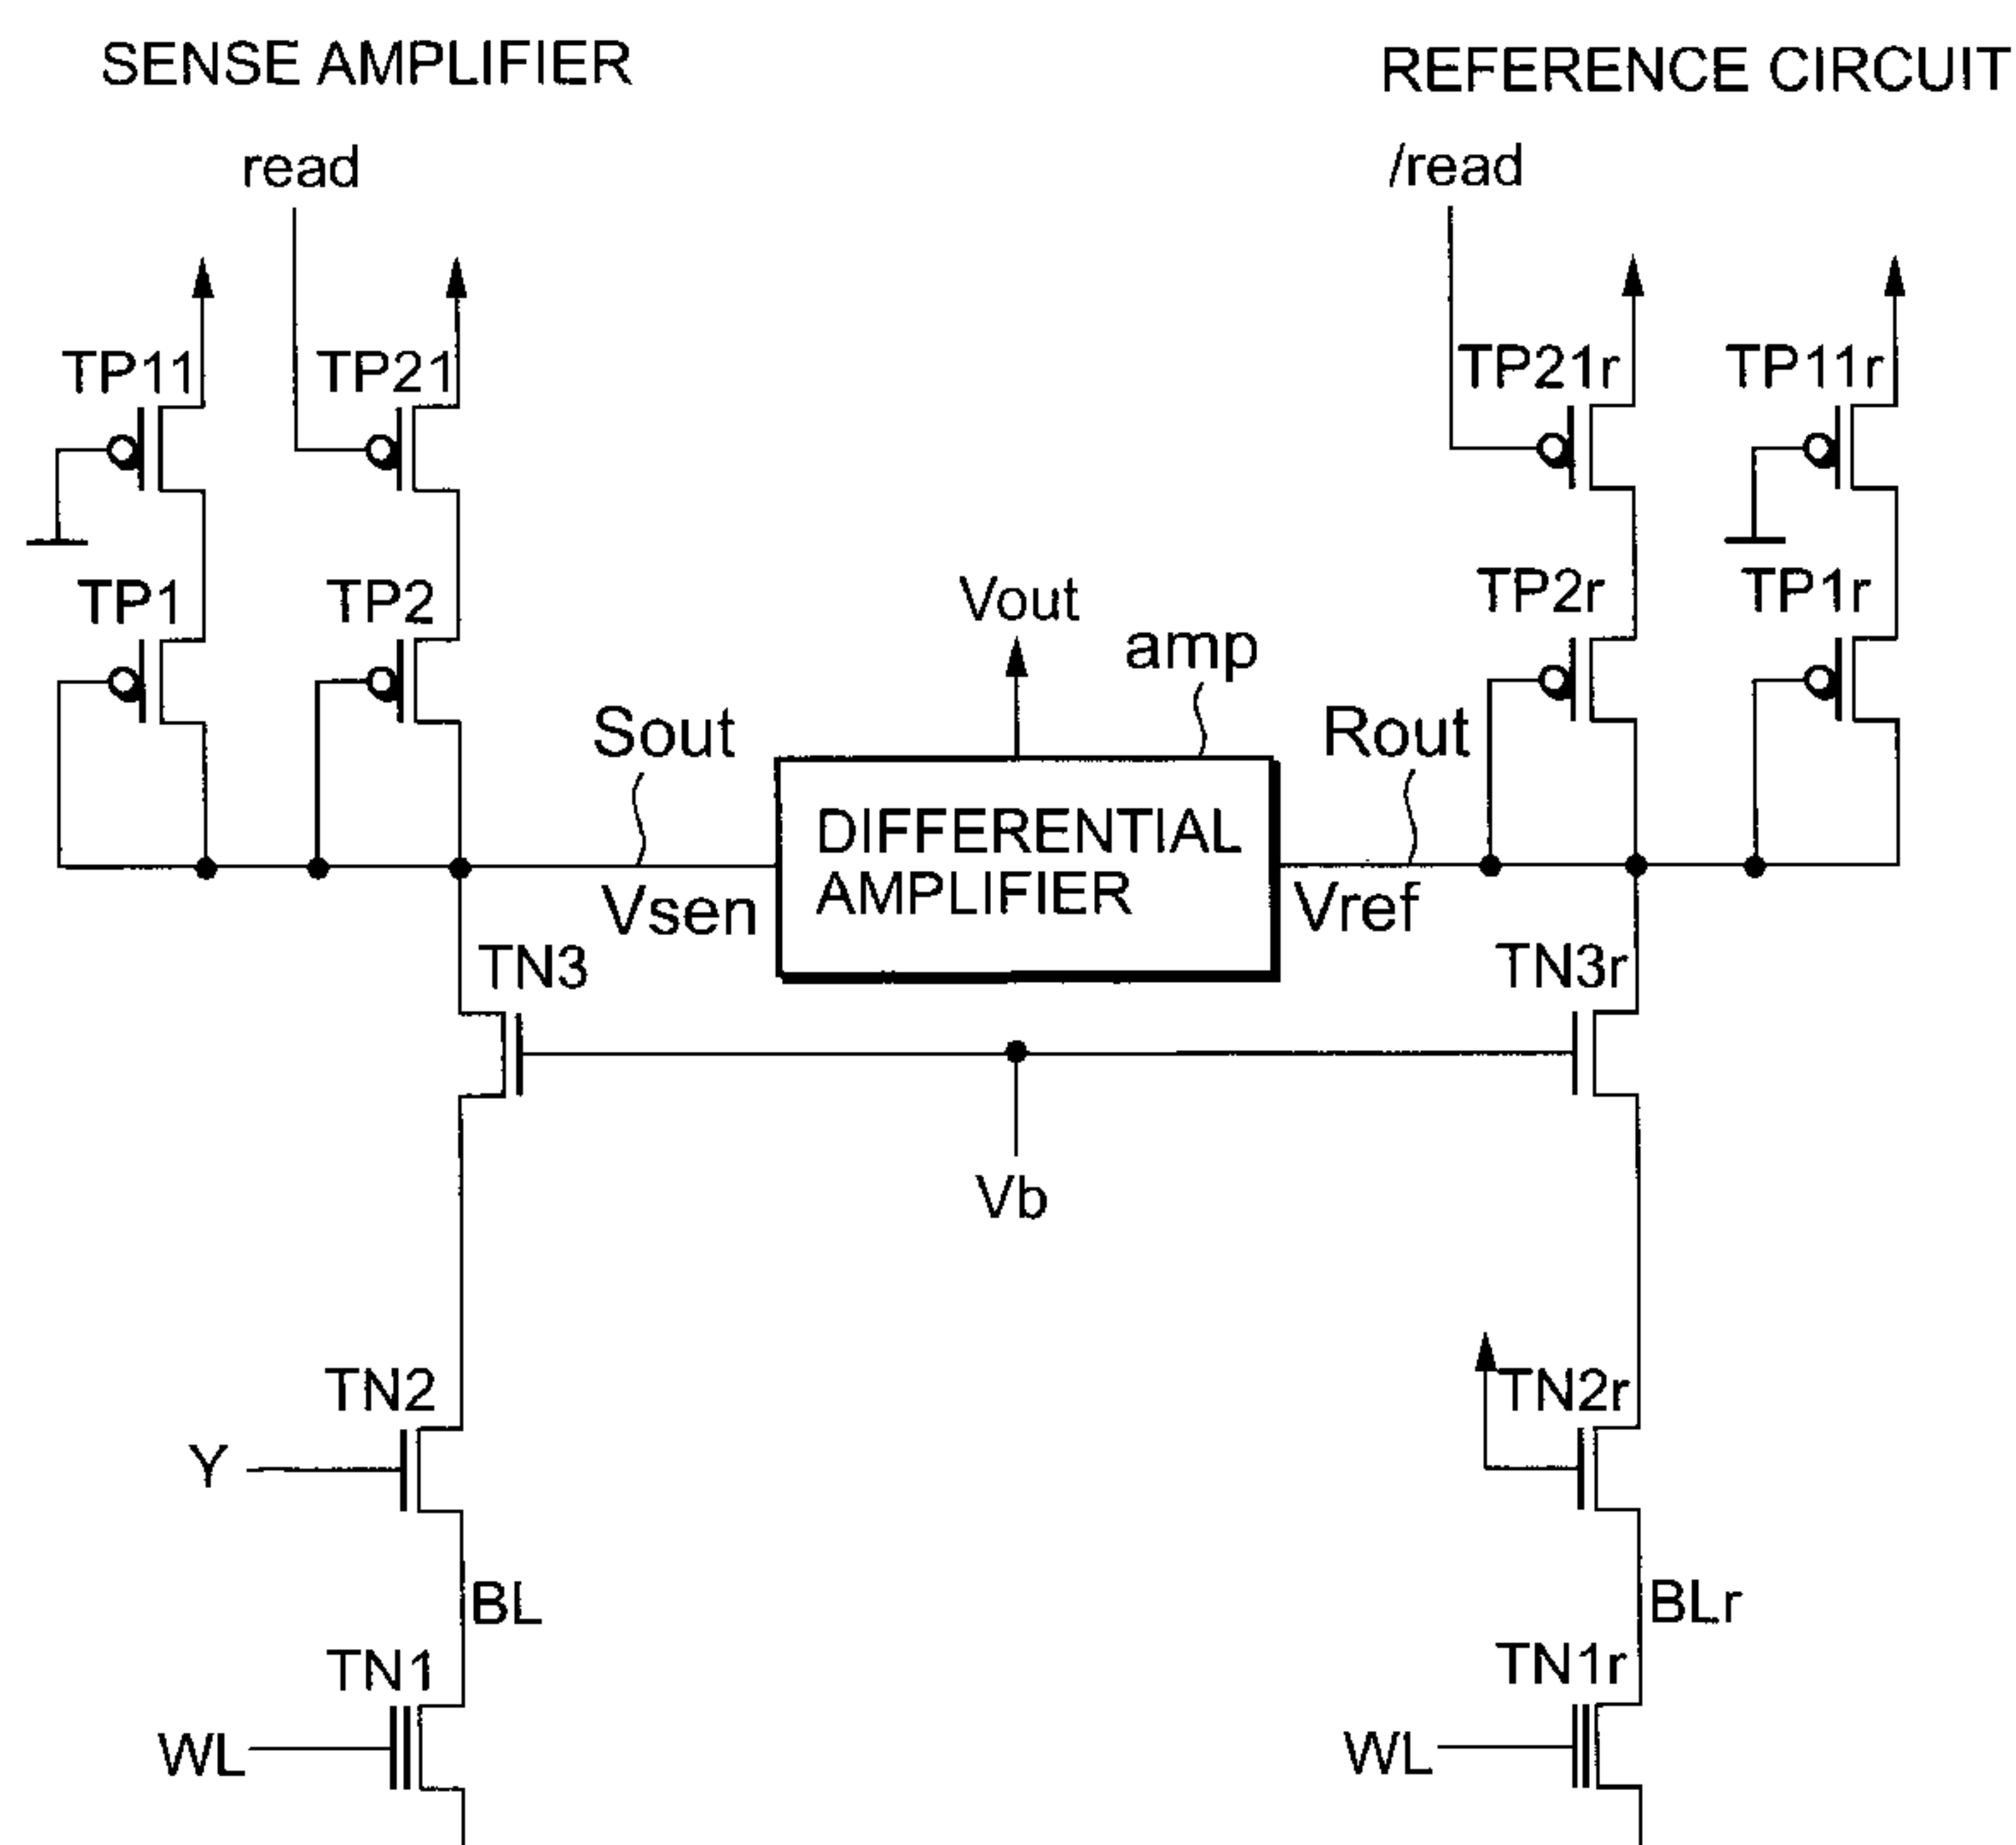 SENSE AMPLIFIER
REFERENCE CIRCUIT
read
/read
TP11
TP21
TP21r
TP11r
TP1
TP2
Vout
amp
TP2r
TP1r
Sout
Rout
DIFFERENTIAL
AMPLIFIER
Vsen
Vref
TN3
TN3r
Vb
TN2
TN2r
Y
BL
BLr
TN1
TN1r
WL
WL